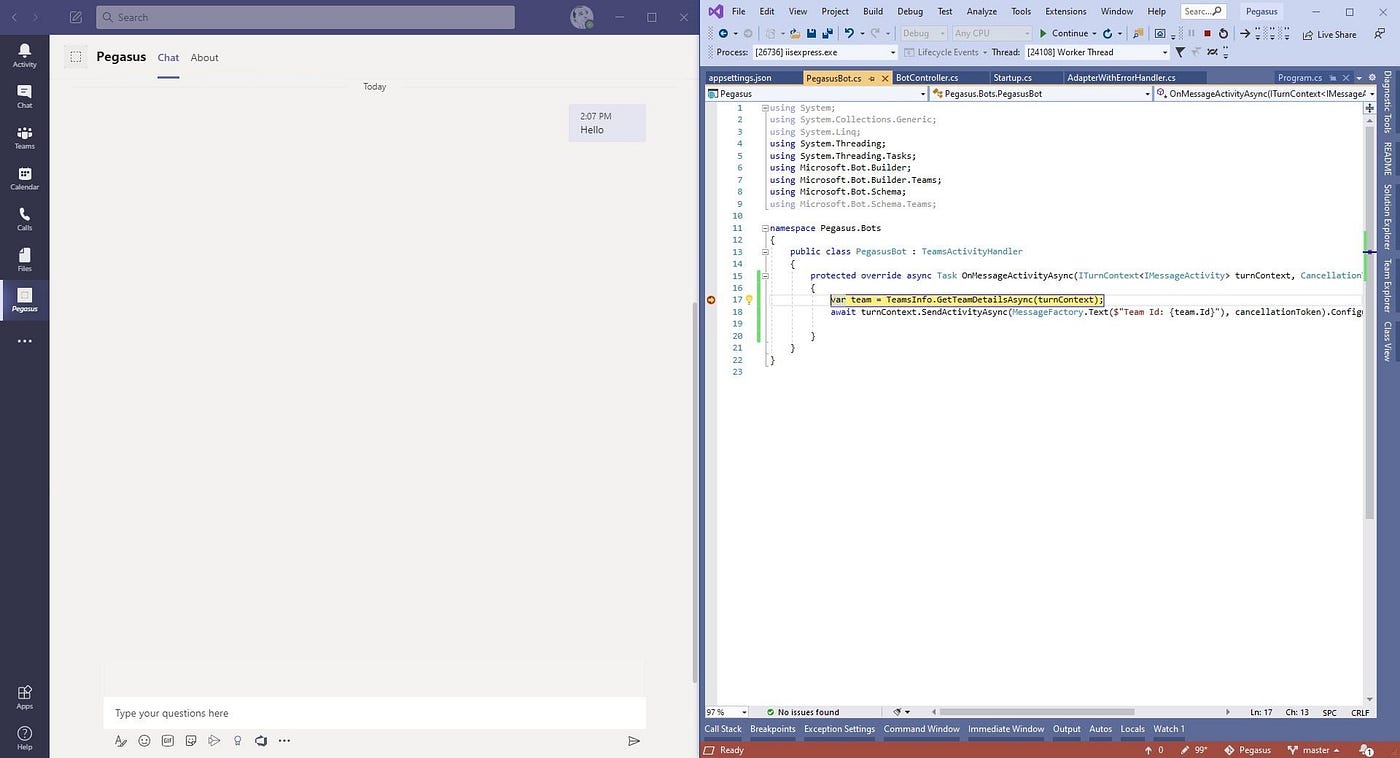 Search
Activity
Chat
Teams
Calendar
Calls
Files
Pegasus
Apps
Help
Pegasus Chat About
Today
2:07 PM
Hello
Type your questions here
GIF
File Edit View Project Build Debug Test Analyze Tools Extensions Window Help Searc... Pegasus
Debug Any CPU Continue Live Share
Process: [26736] iisexpress.exe Lifecycle Events Thread: [24108] Worker Thread
appsettings.json PegasusBot.cs BotController.cs Startup.cs AdapterWithErrorHandler.cs Program.cs
Pegasus Pegasus.Bots.PegasusBot OnMessageActivityAsync(ITurnContext<IMessageA
1 using System;
2 using System.Collections.Generic;
3 using System.Linq;
4 using System.Threading;
5 using System.Threading.Tasks;
6 using Microsoft.Bot.Builder;
7 using Microsoft.Bot.Builder.Teams;
8 using Microsoft.Bot.Schema;
9 using Microsoft.Bot.Schema.Teams;
10
11 namespace Pegasus.Bots
12 {
13 public class PegasusBot : TeamsActivityHandler
14 {
15 protected override async Task OnMessageActivityAsync(ITurnContext<IMessageActivity> turnContext, Cancellation
16 {
17 var team = TeamsInfo.GetTeamDetailsAsync(turnContext);
18 await turnContext.SendActivityAsync(MessageFactory.Text($"Team Id: {team.Id}"), cancellationToken).Config
19
20 }
21 }
22 }
23
Diagnostic Tools
README
Solution Explorer
Team Explorer
Class View
97 % No issues found Ln: 17 Ch: 13 SPC CRLF
Call Stack Breakpoints Exception Settings Command Window Immediate Window Output Autos Locals Watch 1
Ready 0 99* Pegasus master 1